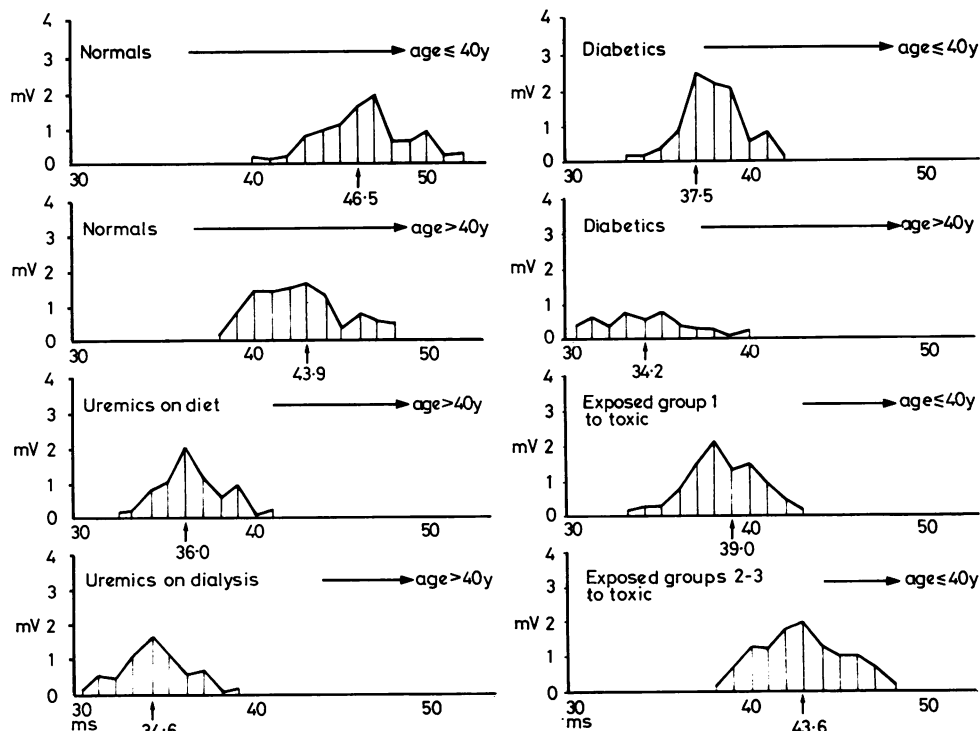 4
3
mV 2
1
0
Normals age ≤ 40y
30 40 50
46·5
4
3
mV 2
1
0
Diabetics age ≤ 40y
30 40 50
37·5
4
3
mV 2
1
0
Normals age > 40y
30 40 50
43·9
4
3
mV 2
1
0
Diabetics age > 40y
30 40 50
34·2
4
3
mV 2
1
0
Uremics on diet age > 40y
30 40 50
36·0
4
3
mV 2
1
0
Exposed group 1 age ≤ 40y
to toxic
30 40 50
39·0
4
3
mV 2
1
0
Uremics on dialysis age > 40y
30 40 50
ms
34·6
4
3
mV 2
1
0
Exposed groups 2-3 age ≤ 40y
to toxic
30 40 50
ms
43·6